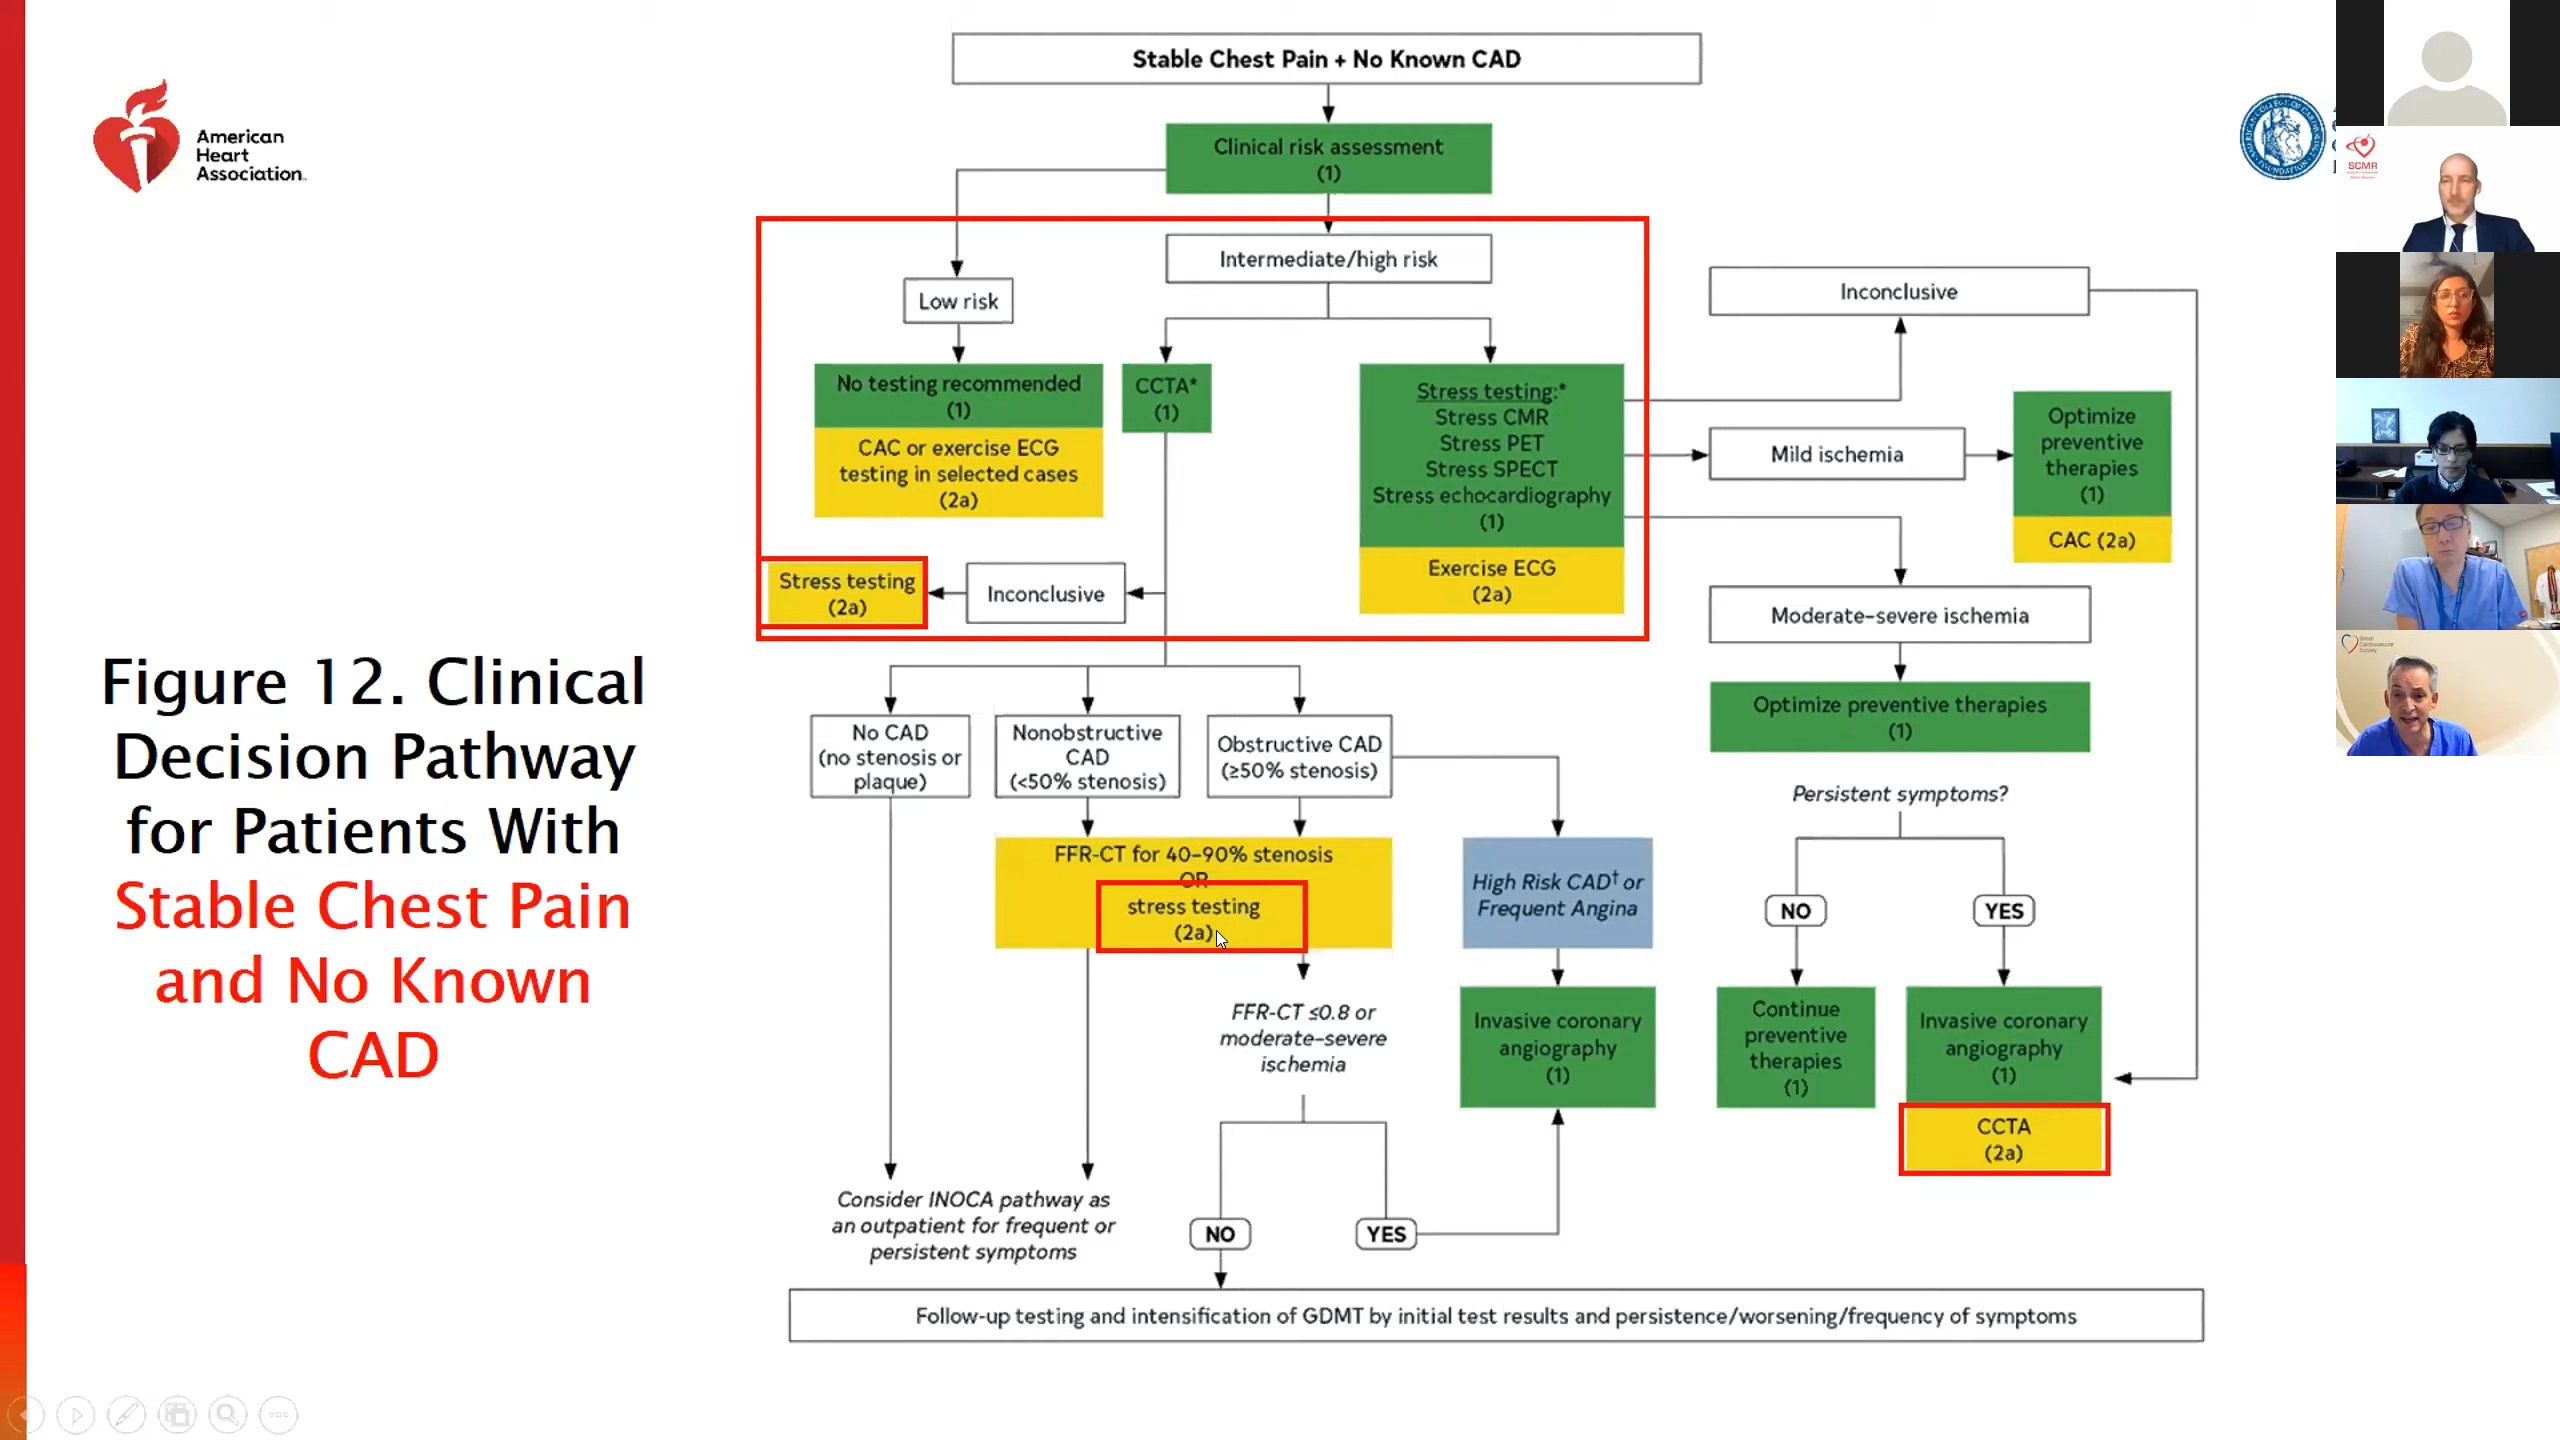 American
Heart
Association.
Figure 12. Clinical
Decision Pathway
for Patients With
Stable Chest Pain
and No Known
CAD
Stable Chest Pain + No Known CAD
Clinical risk assessment
(1)
Intermediate/high risk
Low risk
No testing recommended
(1)
CAC or exercise ECG
testing in selected cases
(2a)
CCTA*
(1)
Stress testing:*
Stress CMR
Stress PET
Stress SPECT
Stress echocardiography
(1)
Exercise ECG
(2a)
Stress testing
(2a)
Inconclusive
Inconclusive
Mild ischemia
Optimize
preventive
therapies
(1)
CAC (2a)
Moderate–severe ischemia
Optimize preventive therapies
(1)
Persistent symptoms?
NO
YES
Continue
preventive
therapies
(1)
Invasive coronary
angiography
(1)
CCTA
(2a)
No CAD
(no stenosis or
plaque)
Nonobstructive
CAD
(<50% stenosis)
Obstructive CAD
(≥50% stenosis)
FFR-CT for 40–90% stenosis
OR
stress testing
(2a)
High Risk CAD† or
Frequent Angina
Invasive coronary
angiography
(1)
FFR-CT ≤0.8 or
moderate–severe
ischemia
NO
YES
Consider INOCA pathway as
an outpatient for frequent or
persistent symptoms
Follow-up testing and intensification of GDMT by initial test results and persistence/worsening/frequency of symptoms
SCMR
British
Cardiovascular
Society